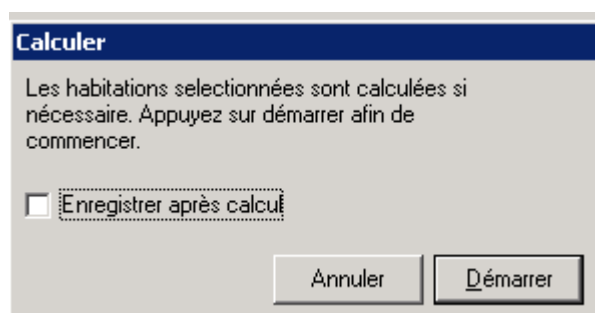 Calculer
Les habitations selectionnées sont calculées si
nécessaire. Appuyez sur démarrer afin de
commencer.
Enregistrer après calcul
Annuler Démarrer